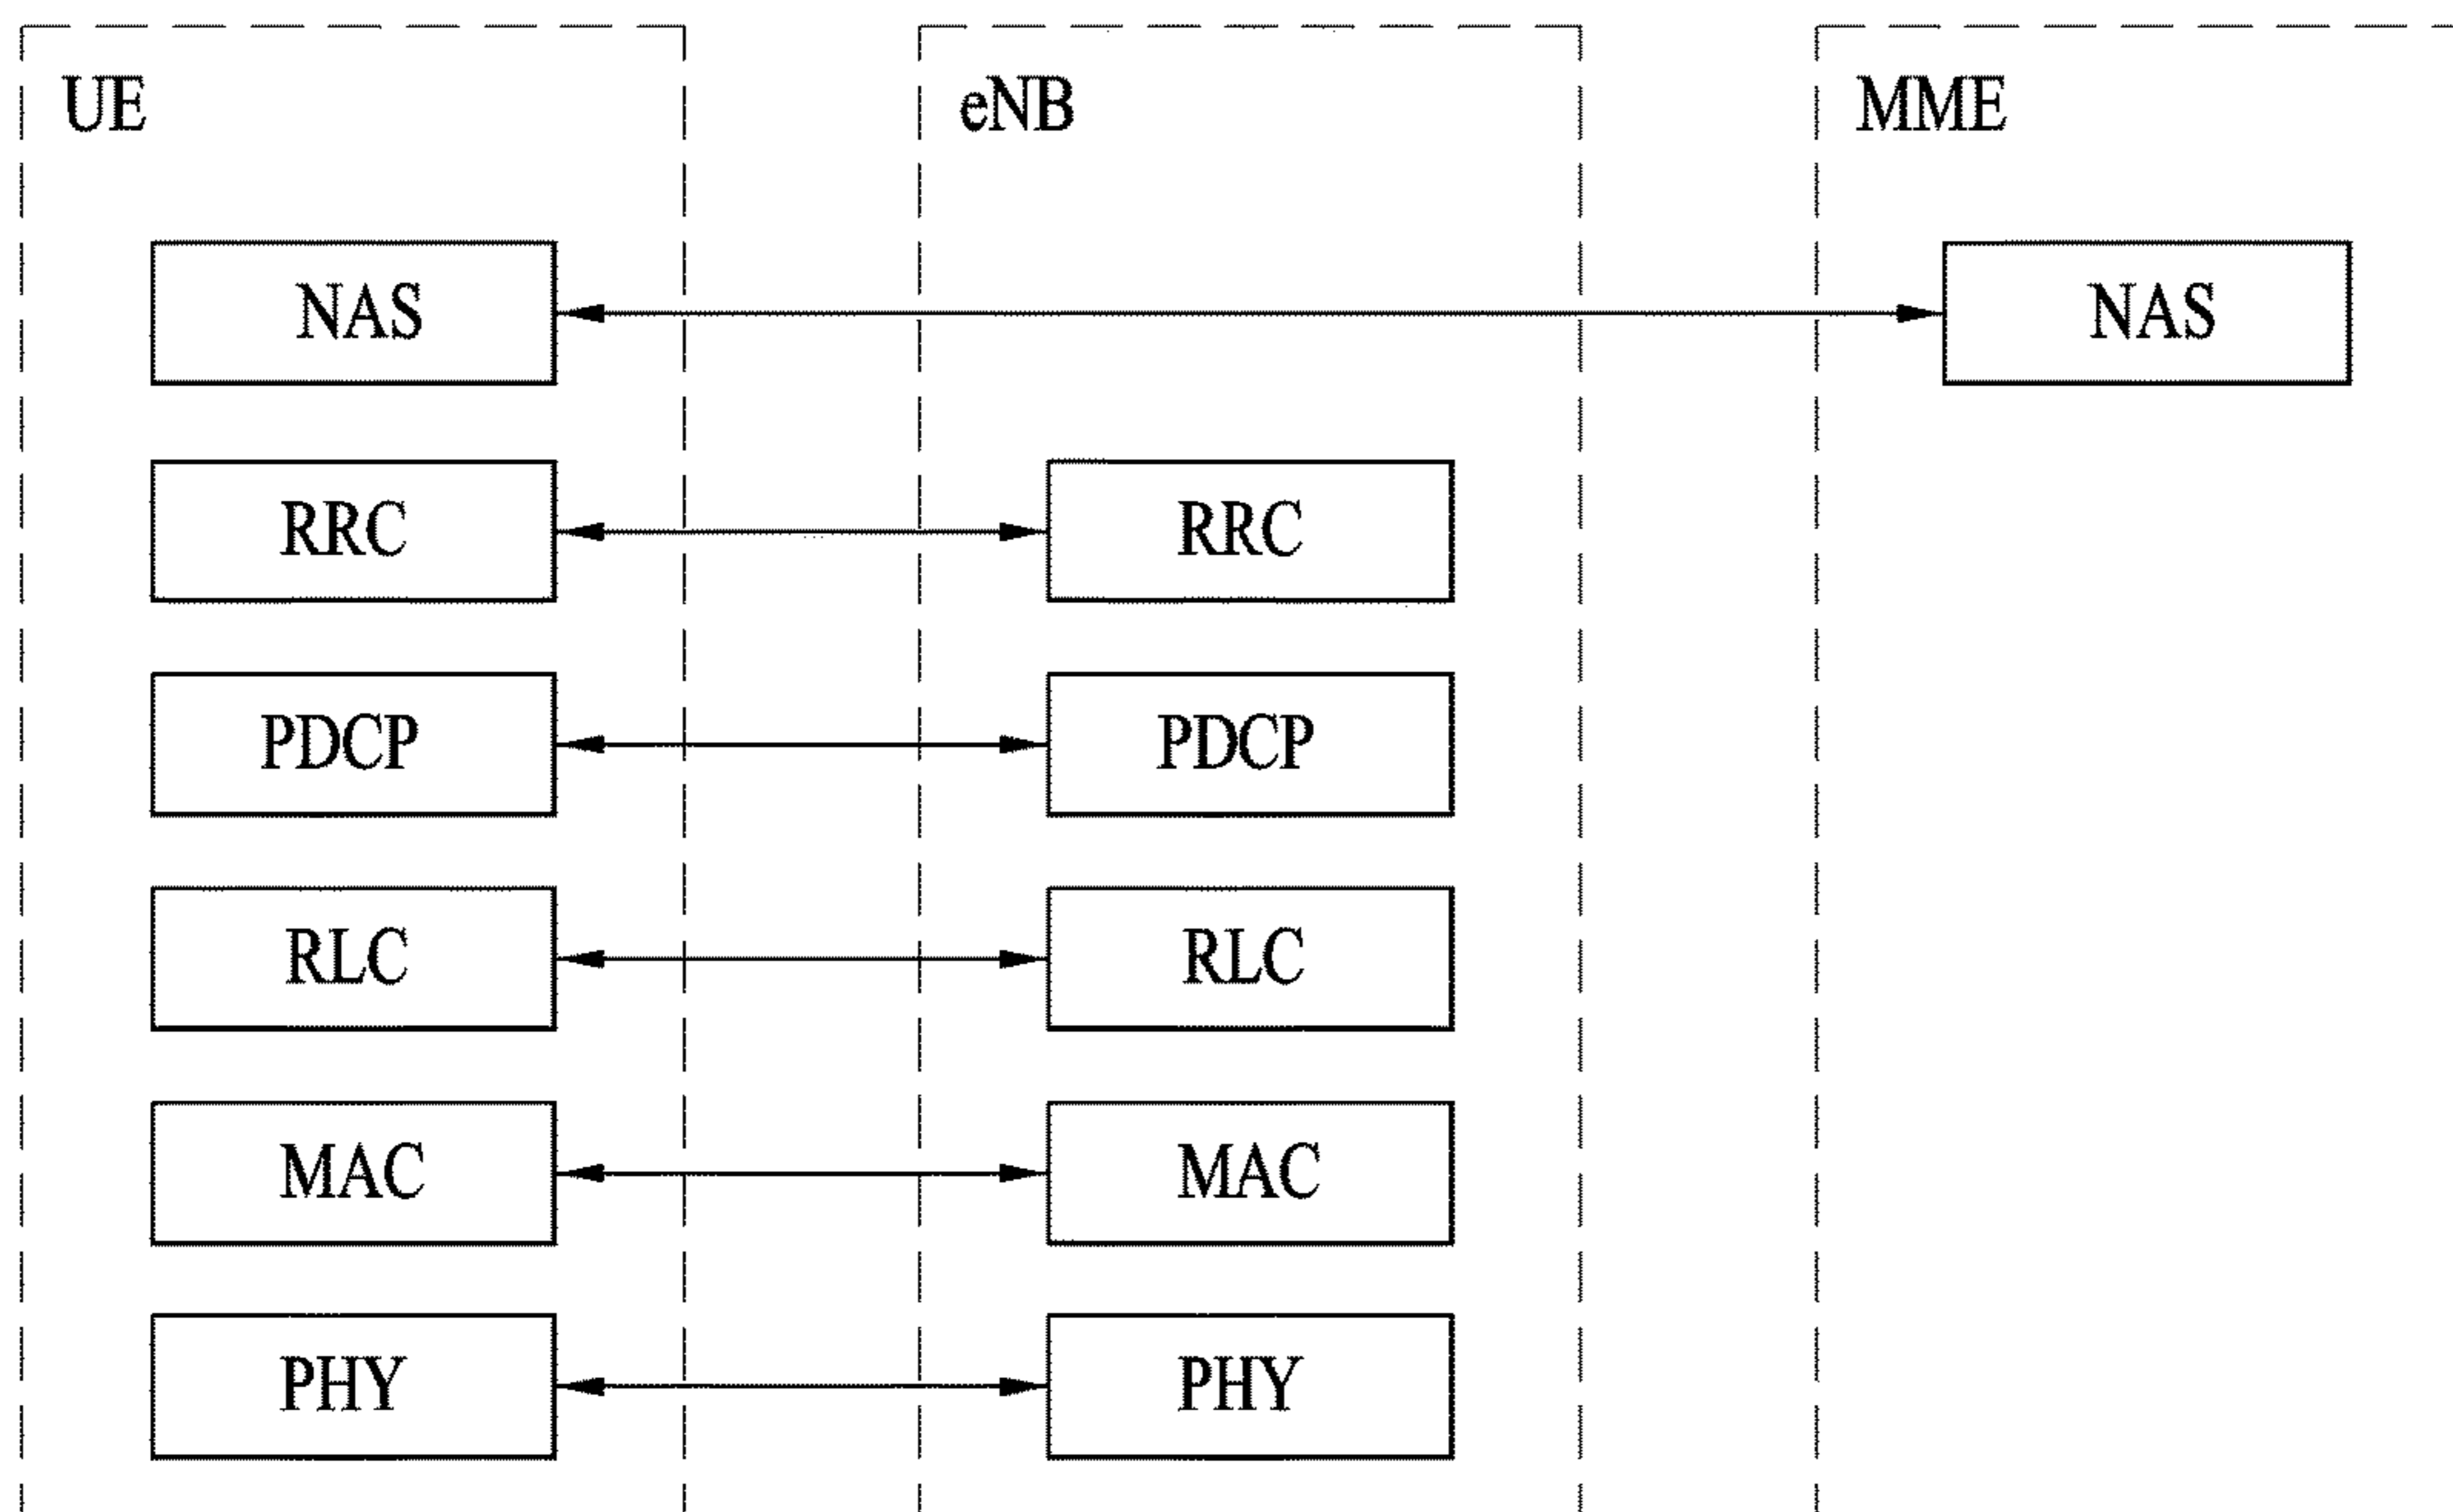 UE eNB MME
NAS NAS
RRC RRC
PDCP PDCP
RLC RLC
MAC MAC
PHY PHY